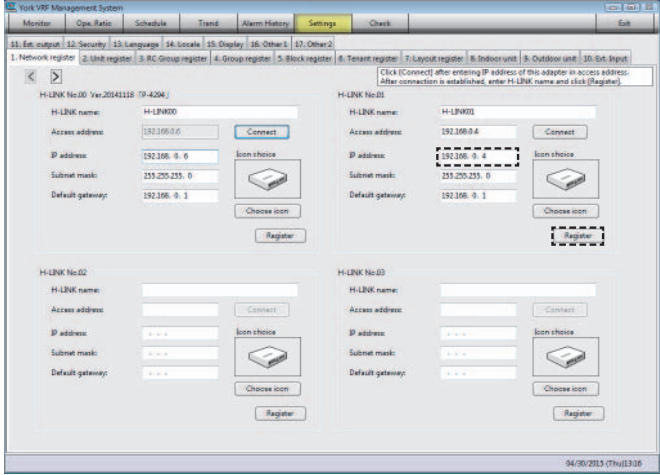 York VRF Management System
Monitor Ope. Ratio Schedule Trend Alarm History Settings Check Exit
11. Ext. output 12. Security 13. Language 14. Locale 15. Display 16. Other 1 17. Other 2
1. Network register 2. Unit register 3. RC Group register 4. Group register 5. Block register 6. Tenant register 7. Layout register 8. Indoor unit 9. Outdoor unit 10. Ext. Input
< >
Click [Connect] after entering IP address of this adapter in access address.
After connection is established, enter H-LINK name and click [Register].
H-LINK No.00 Ver.20141118 (TP-4294_)
H-LINK name: H-LINK00
Access address: 192.168.0.6 Connect
IP address: 192.168. 0. 6 Icon choice
Subnet mask: 255.255.255. 0
Default gateway: 192.168. 0. 1
Choose icon
Register
H-LINK No.01
H-LINK name: H-LINK01
Access address: 192.168.0.4 Connect
IP address: 192.168. 0. 4 Icon choice
Subnet mask: 255.255.255. 0
Default gateway: 192.168. 0. 1
Choose icon
Register
H-LINK No.02
H-LINK name:
Access address: Connect
IP address: . . . Icon choice
Subnet mask: . . .
Default gateway: . . .
Choose icon
Register
H-LINK No.03
H-LINK name:
Access address: Connect
IP address: . . . Icon choice
Subnet mask: . . .
Default gateway: . . .
Choose icon
Register
04/30/2015 (Thu)13:16